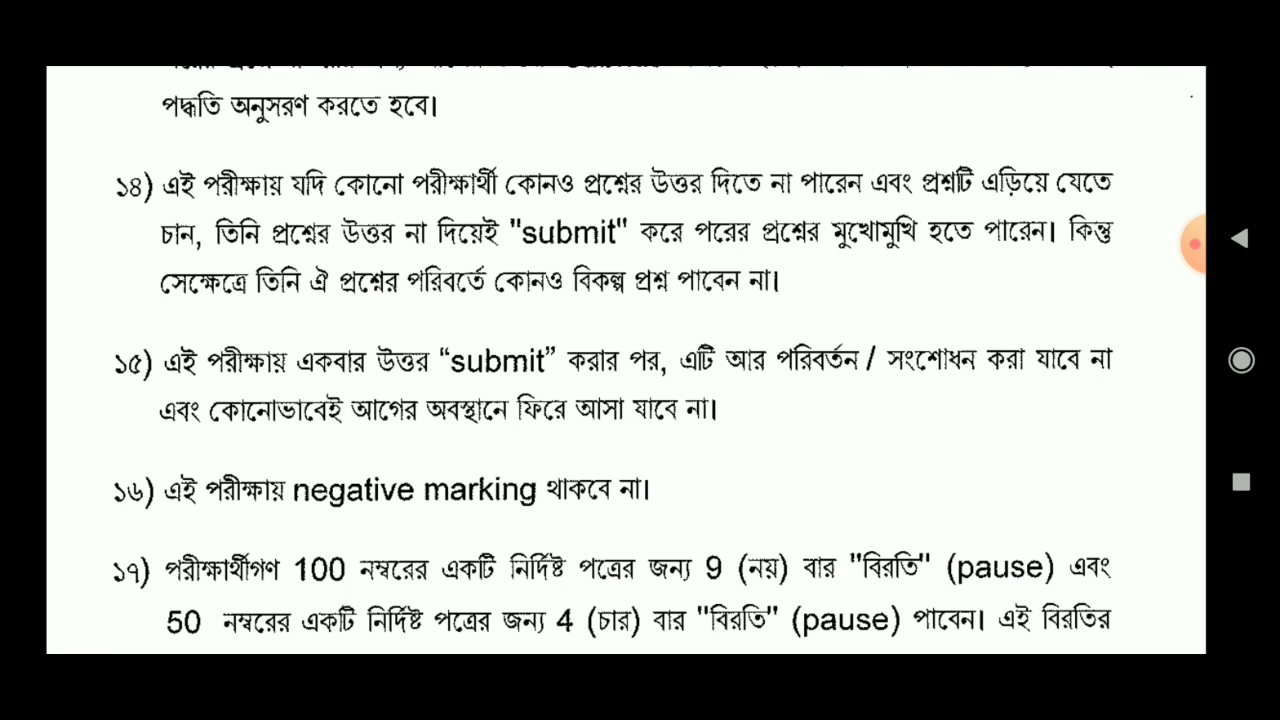 পদ্ধতি অনুসরণ করতে হবে।
১৪) এই পরীক্ষায় যদি কোনো পরীক্ষার্থী কোনও প্রশ্নের উত্তর দিতে না পারেন এবং প্রশ্নটি এড়িয়ে যেতে
চান, তিনি প্রশ্নের উত্তর না দিয়েই "submit" করে পরের প্রশ্নের মুখোমুখি হতে পারেন। কিন্তু
সেক্ষেত্রে তিনি ঐ প্রশ্নের পরিবর্তে কোনও বিকল্প প্রশ্ন পাবেন না।
১৫) এই পরীক্ষায় একবার উত্তর “submit” করার পর, এটি আর পরিবর্তন / সংশোধন করা যাবে না
এবং কোনোভাবেই আগের অবস্থানে ফিরে আসা যাবে না।
১৬) এই পরীক্ষায় negative marking থাকবে না।
১৭) পরীক্ষার্থীগণ 100 নম্বরের একটি নির্দিষ্ট পত্রের জন্য 9 (নয়) বার "বিরতি" (pause) এবং
50 নম্বরের একটি নির্দিষ্ট পত্রের জন্য 4 (চার) বার "বিরতি" (pause) পাবেন। এই বিরতির